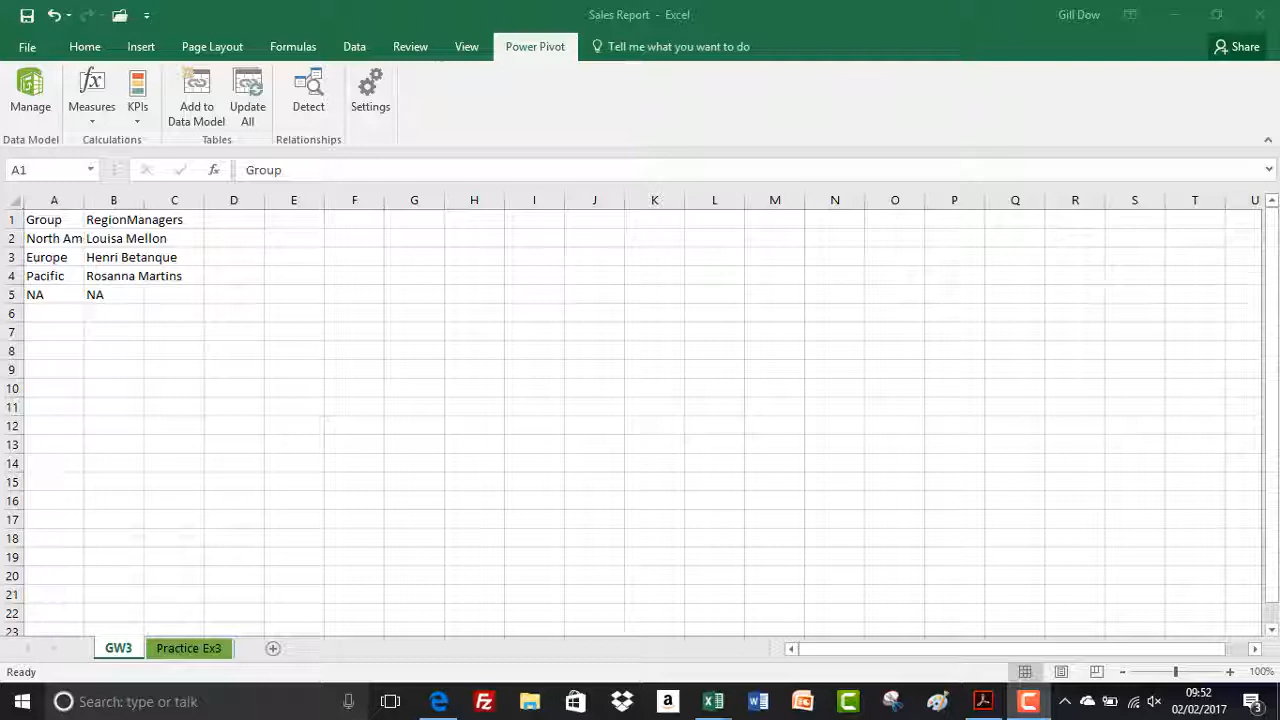 Sales Report - Excel
Gill Dow
File Home Insert Page Layout Formulas Data Review View Power Pivot Tell me what you want to do Share
Manage Measures KPIs Add to Data Model Update All Detect Settings
Data Model Calculations Tables Relationships
A1 fx Group
A B C D E F G H I J K L M N O P Q R S T U
1 Group RegionManagers
2 North Am Louisa Mellon
3 Europe Henri Betanque
4 Pacific Rosanna Martins
5 NA NA
6
7
8
9
10
11
12
13
14
15
16
17
18
19
20
21
22
23
GW3 Practice Ex3
Ready 100%
Search: type or talk 09:52
02/02/2017 3